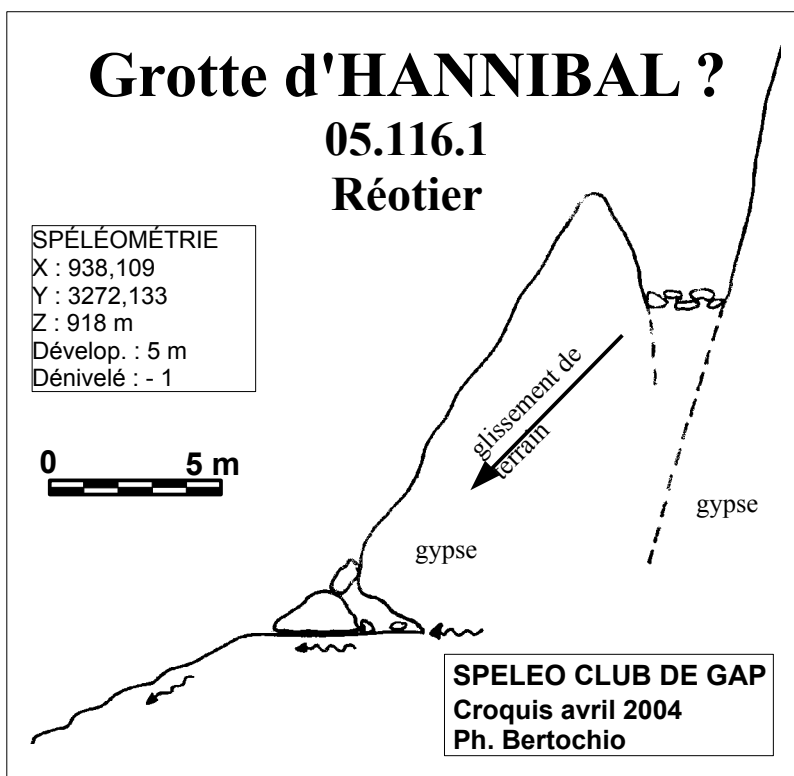 Grotte d'HANNIBAL ?
05.116.1
Réotier
SPÉLÉOMÉTRIE
X : 938,109
Y : 3272,133
Z : 918 m
Dévelop. : 5 m
Dénivelé : - 1
0 5 m
glissement de
terrain
gypse
gypse
SPELEO CLUB DE GAP
Croquis avril 2004
Ph. Bertochio